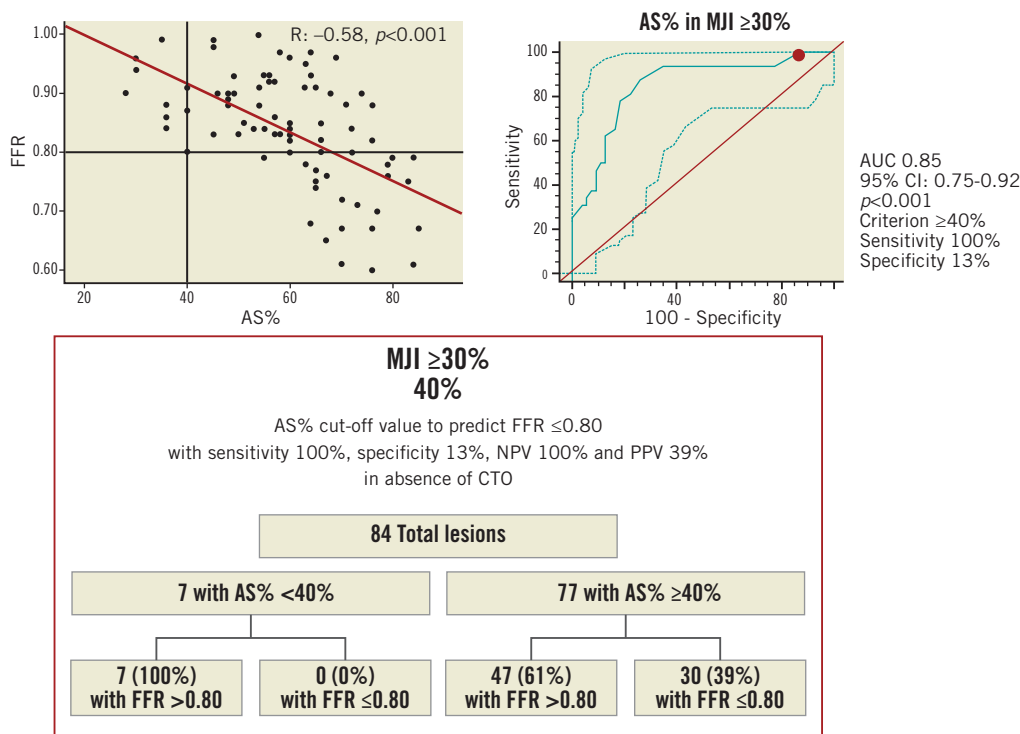 R: –0.58, p<0.001
1.00
0.90
0.80
0.70
0.60
FFR
20
40
60
80
AS%
AS% in MJI ≥30%
100
80
60
40
20
0
Sensitivity
0
40
80
100 - Specificity
AUC 0.85
95% CI: 0.75-0.92
p<0.001
Criterion ≥40%
Sensitivity 100%
Specificity 13%
MJI ≥30%
40%
AS% cut-off value to predict FFR ≤0.80
with sensitivity 100%, specificity 13%, NPV 100% and PPV 39%
in absence of CTO
84 Total lesions
7 with AS% <40%
77 with AS% ≥40%
7 (100%)
with FFR >0.80
0 (0%)
with FFR ≤0.80
47 (61%)
with FFR >0.80
30 (39%)
with FFR ≤0.80